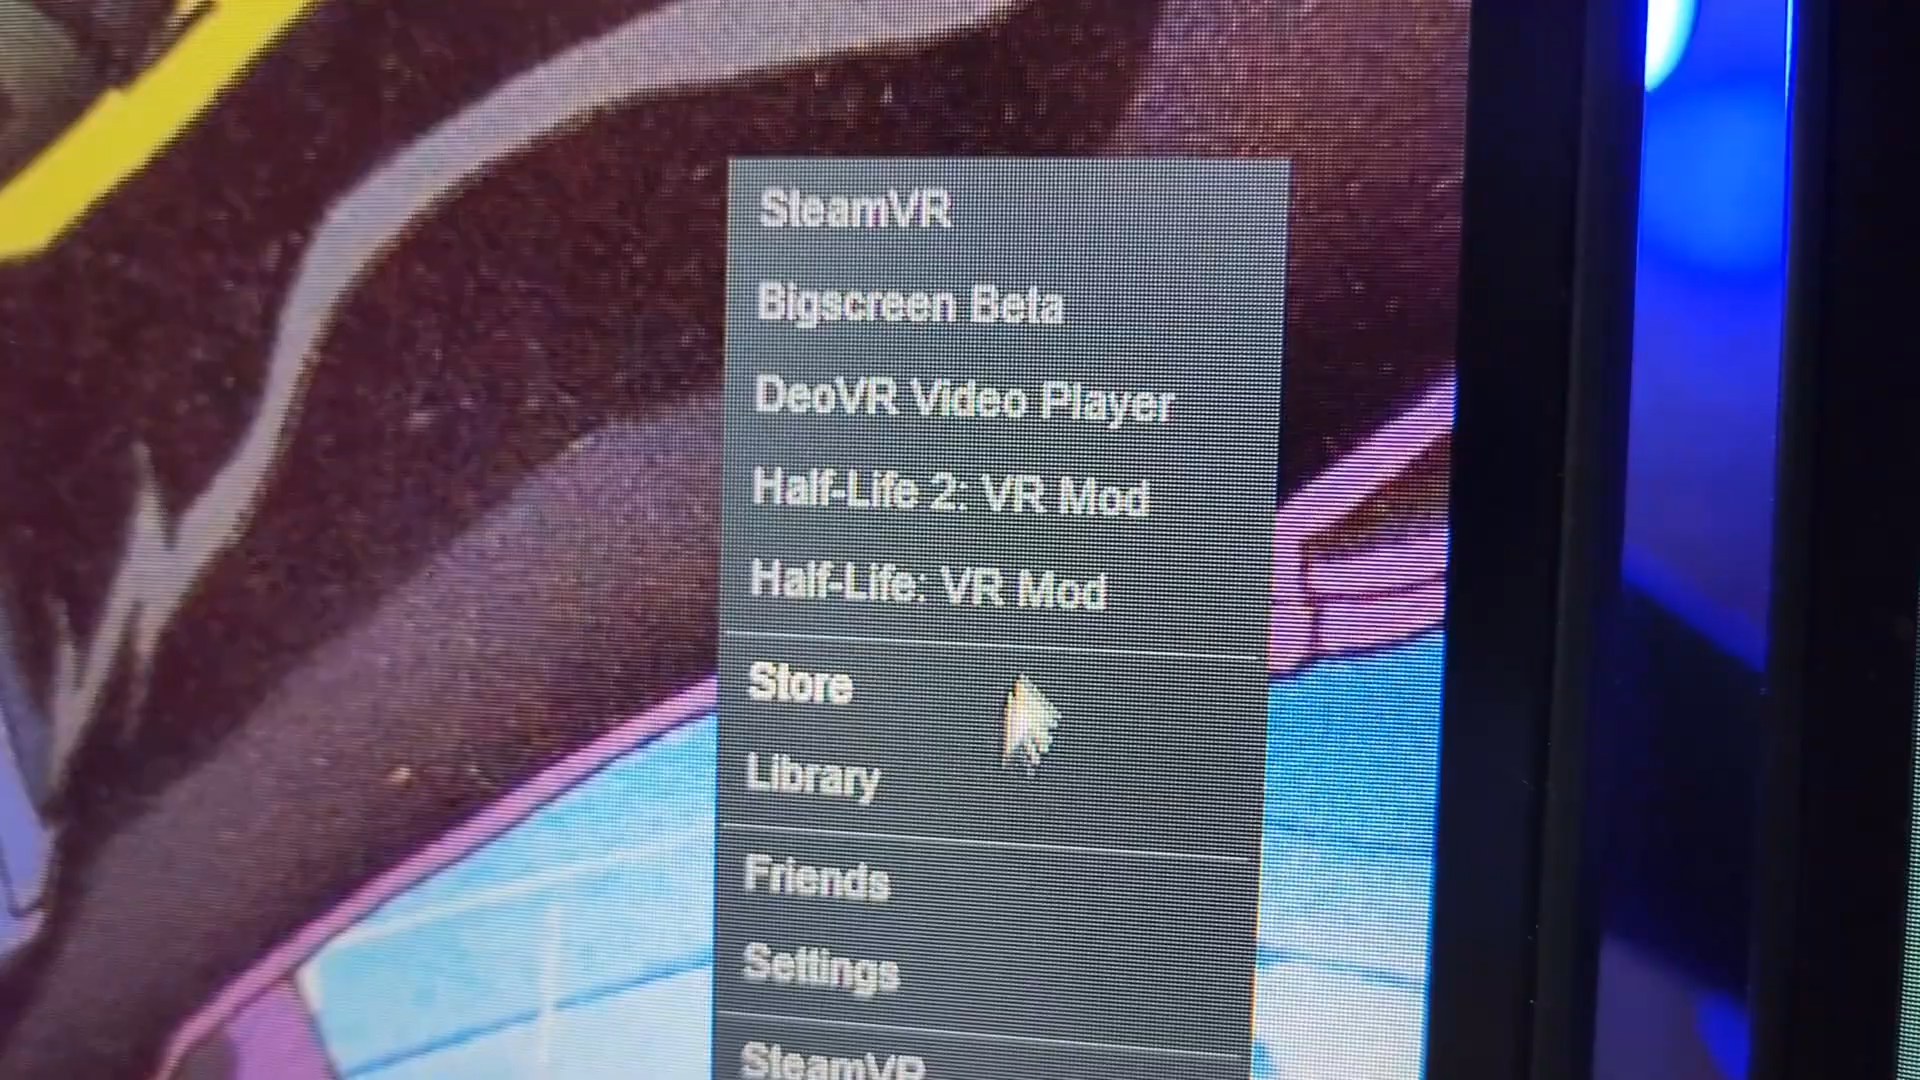 SteamVR
Bigscreen Beta
DeoVR Video Player
Half-Life 2: VR Mod
Half-Life: VR Mod
Store
Library
Friends
Settings
SteamVR